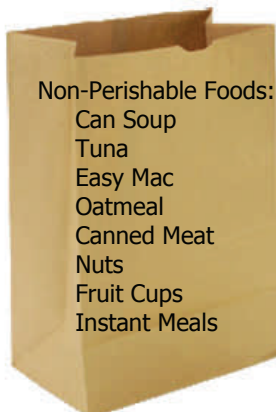 Non-Perishable Foods:
Can Soup
Tuna
Easy Mac
Oatmeal
Canned Meat
Nuts
Fruit Cups
Instant Meals